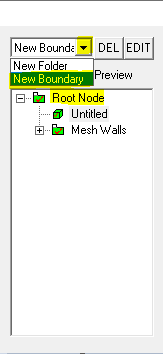 New Bounda DEL EDIT
New Folder
New Boundary Preview
Root Node
Untitled
Mesh Walls